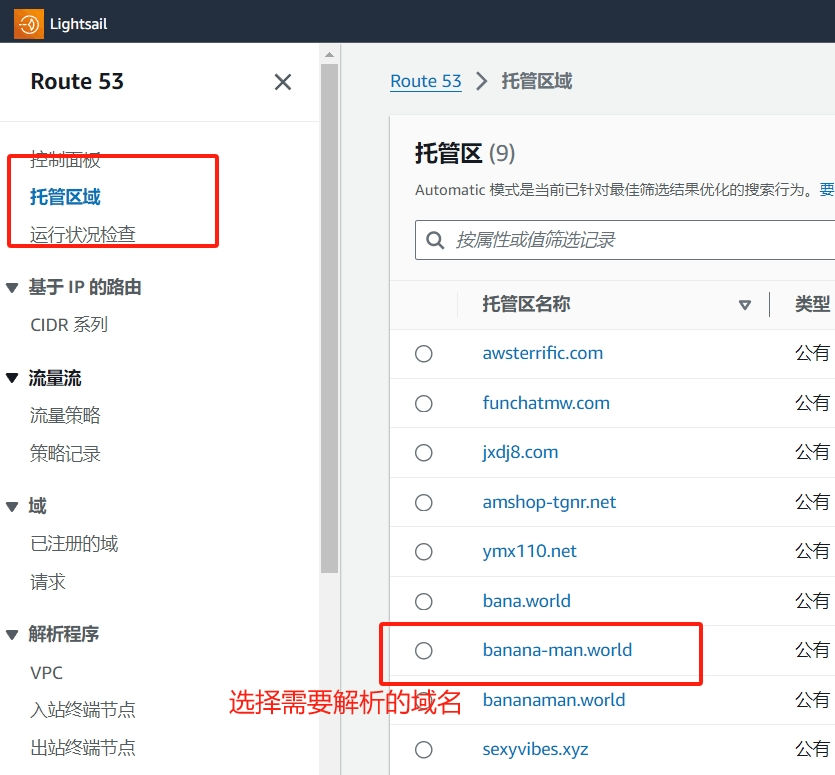 Lightsail
Route 53
控制面板
托管区域
运行状况检查
基于 IP 的路由
CIDR 系列
流量流
流量策略
策略记录
域
已注册的域
请求
解析程序
VPC
入站终端节点
出站终端节点
Route 53 > 托管区域
托管区 (9)
Automatic 模式是当前已针对最佳筛选结果优化的搜索行为。要
按属性或值筛选记录
托管区名称 类型
awsterrific.com 公有
funchatmw.com 公有
jxdj8.com 公有
amshop-tgnr.net 公有
ymx110.net 公有
bana.world 公有
banana-man.world 公有
选择需要解析的域名
bananaman.world 公有
sexyvibes.xyz 公有